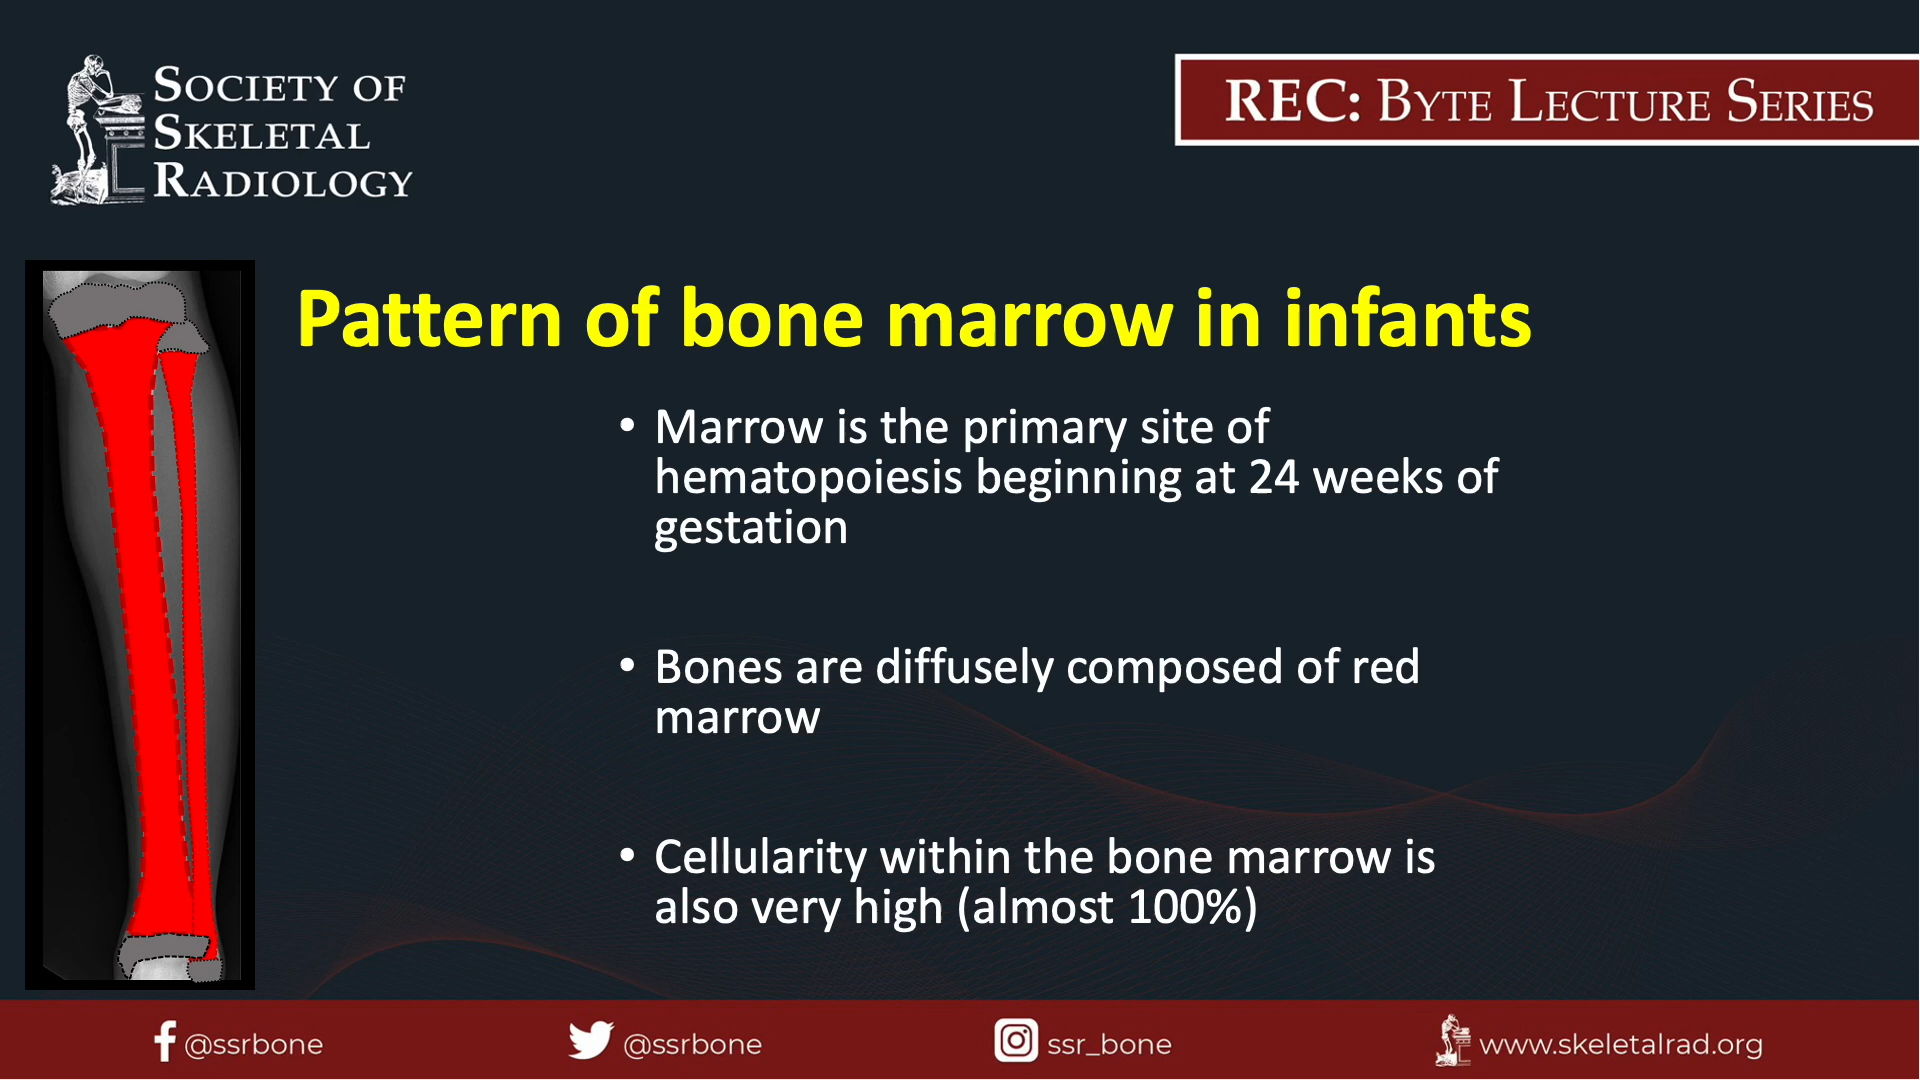 SOCIETY OF
SKELETAL
RADIOLOGY
REC: BYTE LECTURE SERIES
Pattern of bone marrow in infants
• Marrow is the primary site of
hematopoiesis beginning at 24 weeks of
gestation
• Bones are diffusely composed of red
marrow
• Cellularity within the bone marrow is
also very high (almost 100%)
@ssrbone
@ssrbone
ssr_bone
www.skeletalrad.org